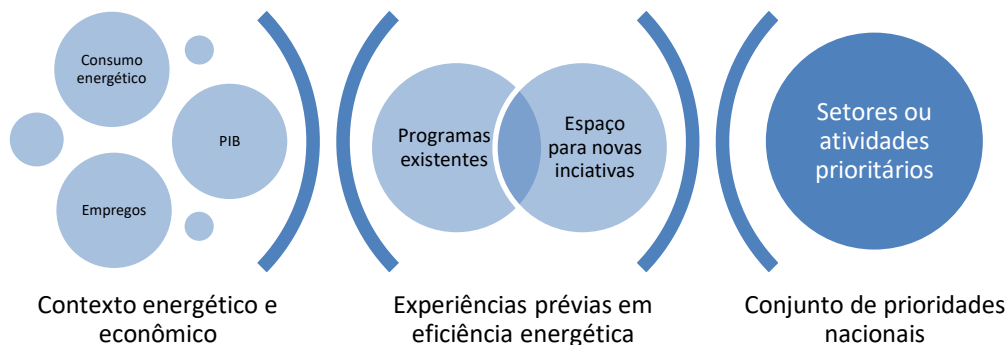 Consumo
energético
PIB
Empregos
Programas
existentes
Espaço
para novas
inciativas
Setores ou
atividades
prioritários
Contexto energético e
econômico
Experiências prévias em
eficiência energética
Conjunto de prioridades
nacionais